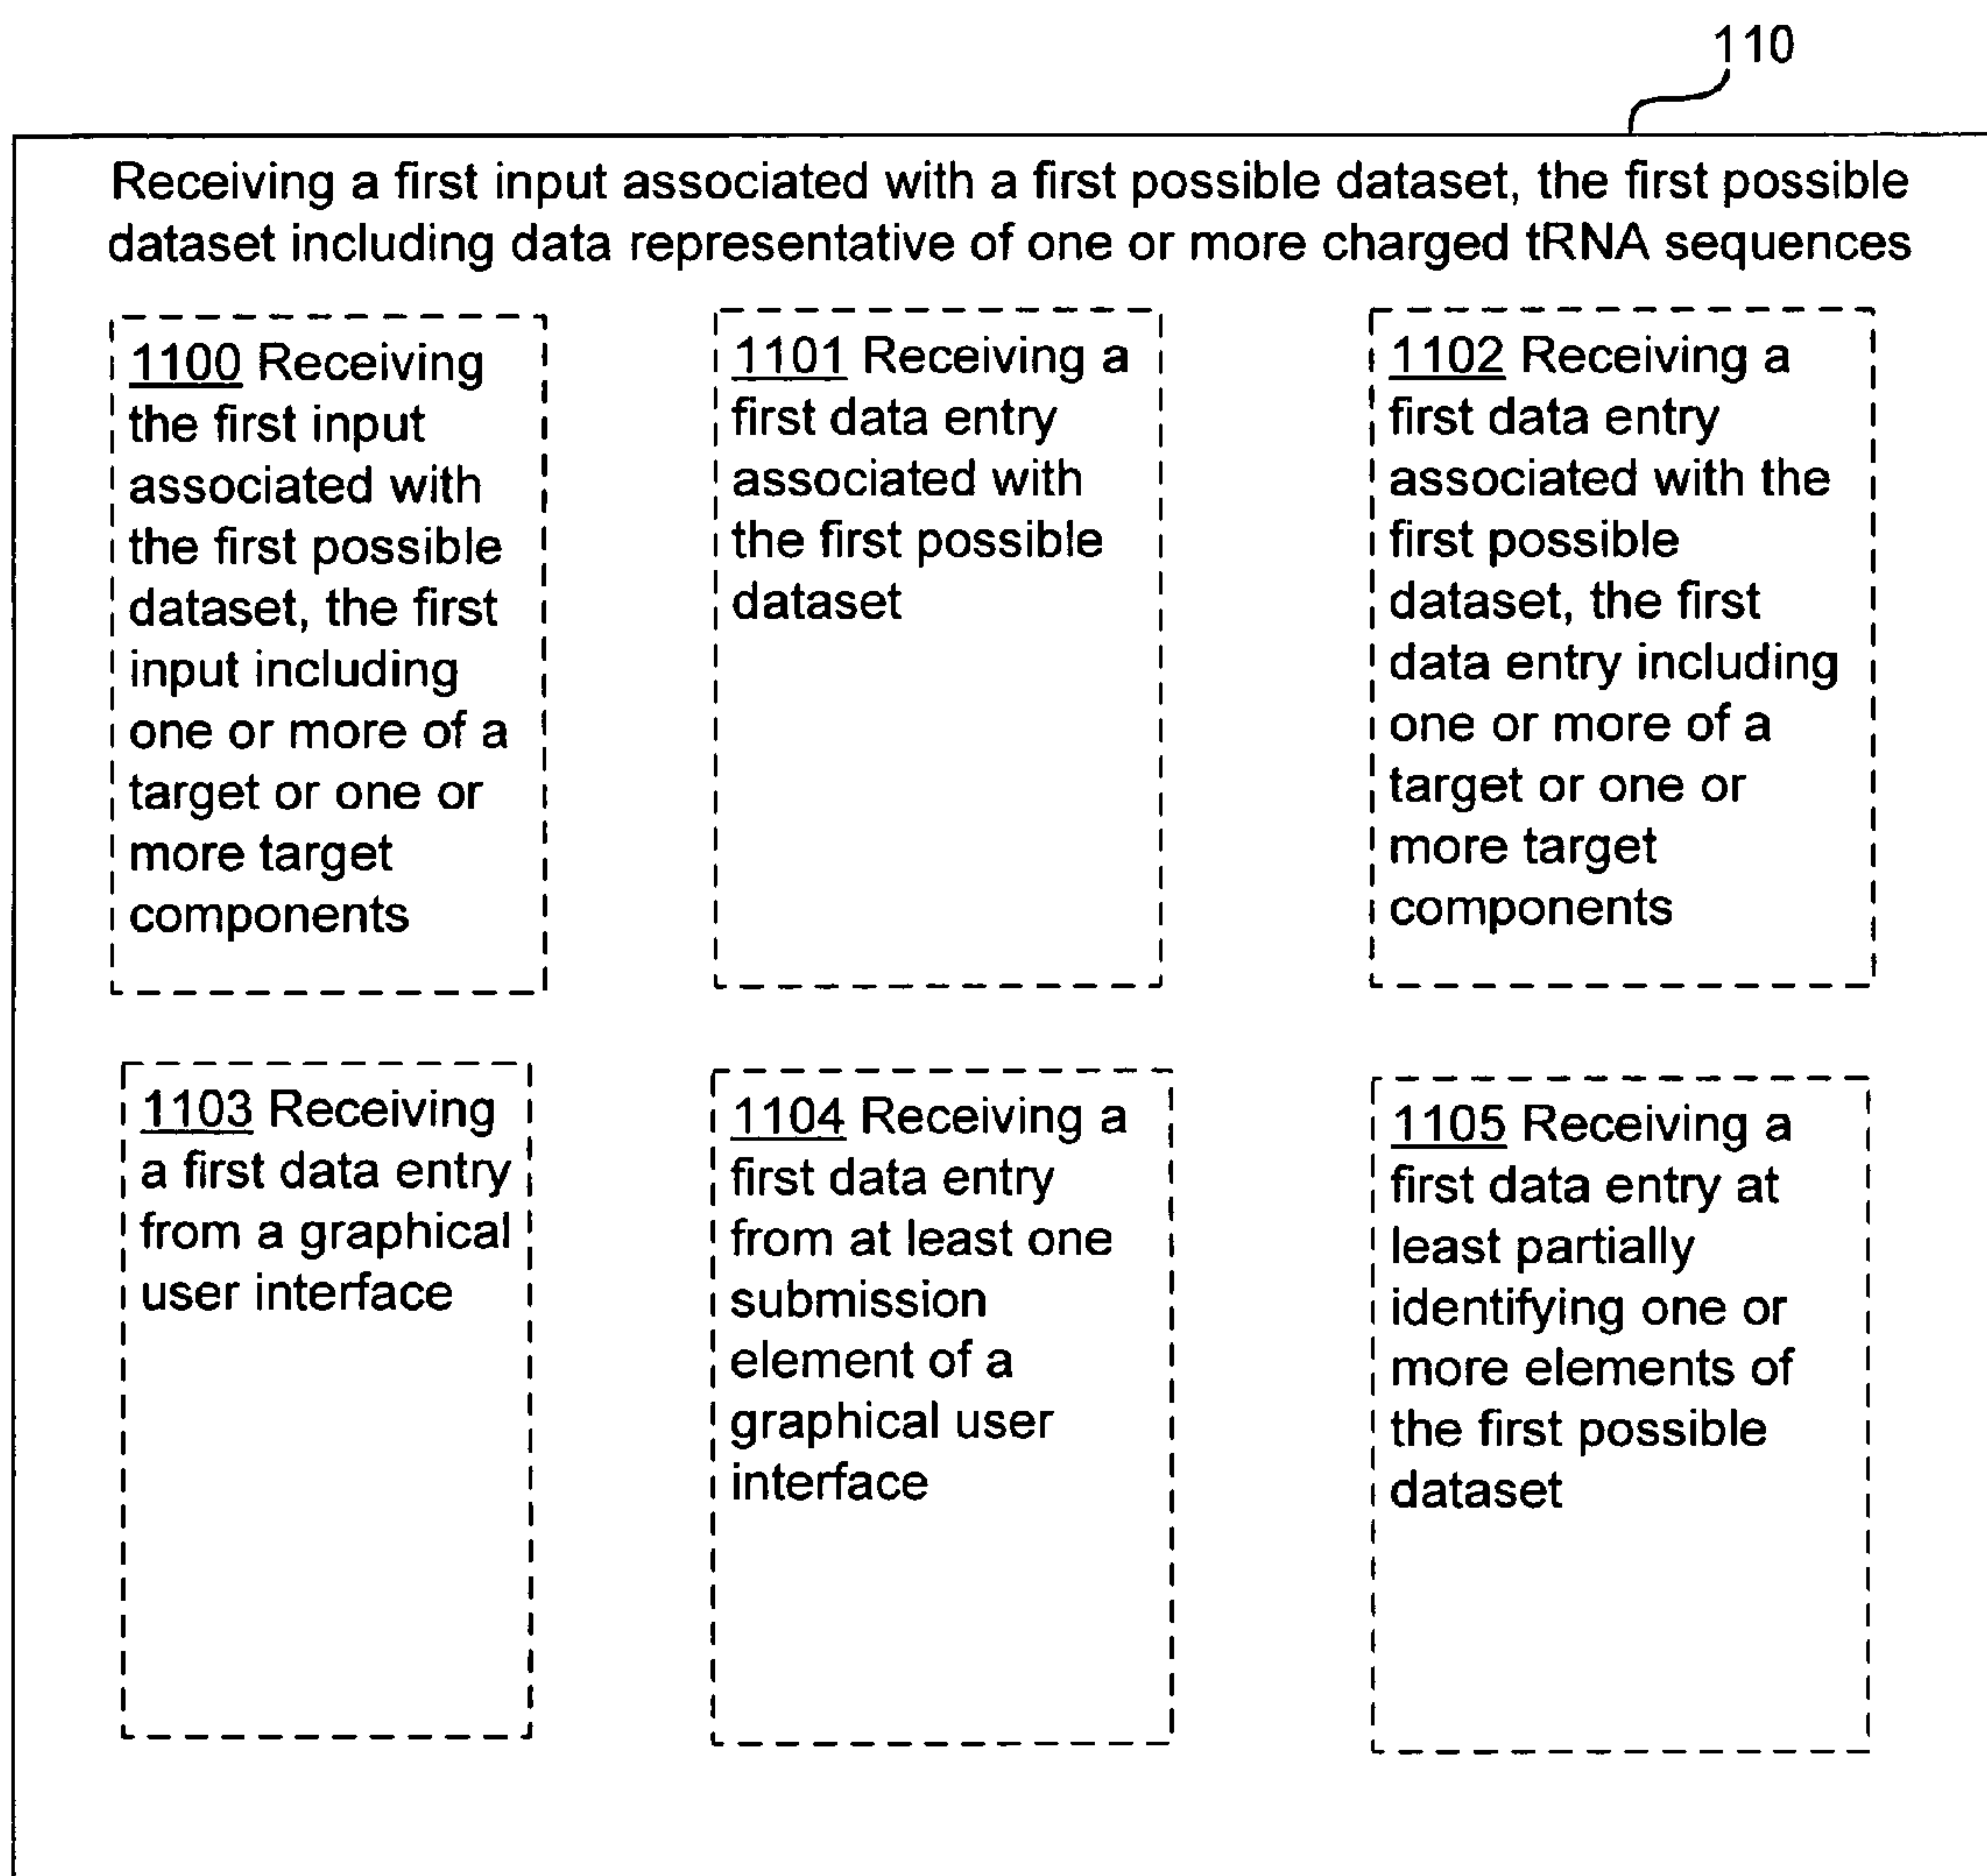 110
Receiving a first input associated with a first possible dataset, the first possible
dataset including data representative of one or more charged tRNA sequences
1100 Receiving
the first input
associated with
the first possible
dataset, the first
input including
one or more of a
target or one or
more target
components
1101 Receiving a
first data entry
associated with
the first possible
dataset
1102 Receiving a
first data entry
associated with the
first possible
dataset, the first
data entry including
one or more of a
target or one or
more target
components
1103 Receiving
a first data entry
from a graphical
user interface
1104 Receiving a
first data entry
from at least one
submission
element of a
graphical user
interface
1105 Receiving a
first data entry at
least partially
identifying one or
more elements of
the first possible
dataset